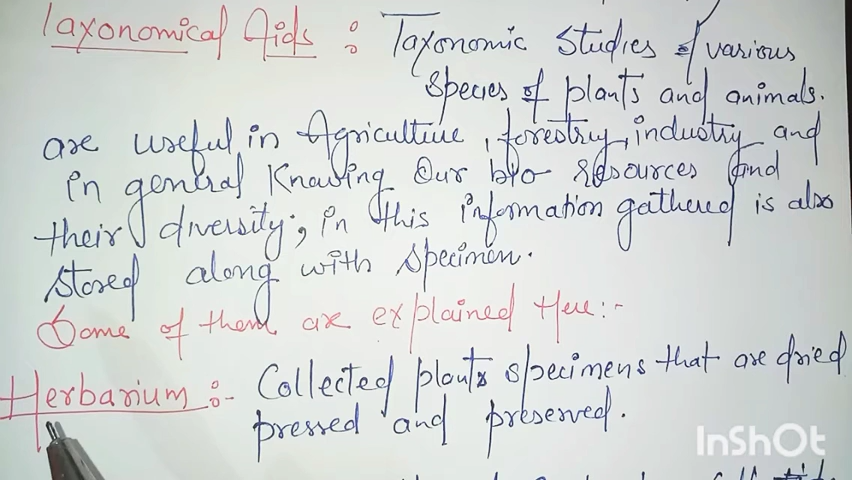 Taxonomical Aids : Taxonomic Studies of various
Species of plants and animals.
are useful in Agriculture, forestry, industry and
in general Knowing Our bio resources and
their diversity; in this information gathered is also
stored along with specimen.
Some of them are explained Here:-
Herbarium :- Collected plants specimens that are dried
pressed and preserved.
InShOt